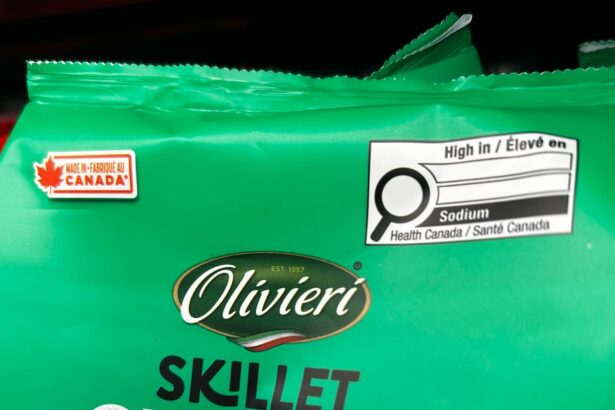 MADE IN • FABRIQUÉ AU
CANADA
High in / Élevé en
Sodium
Health Canada / Santé Canada
EST. 1957
Olivieri®
SKILLET